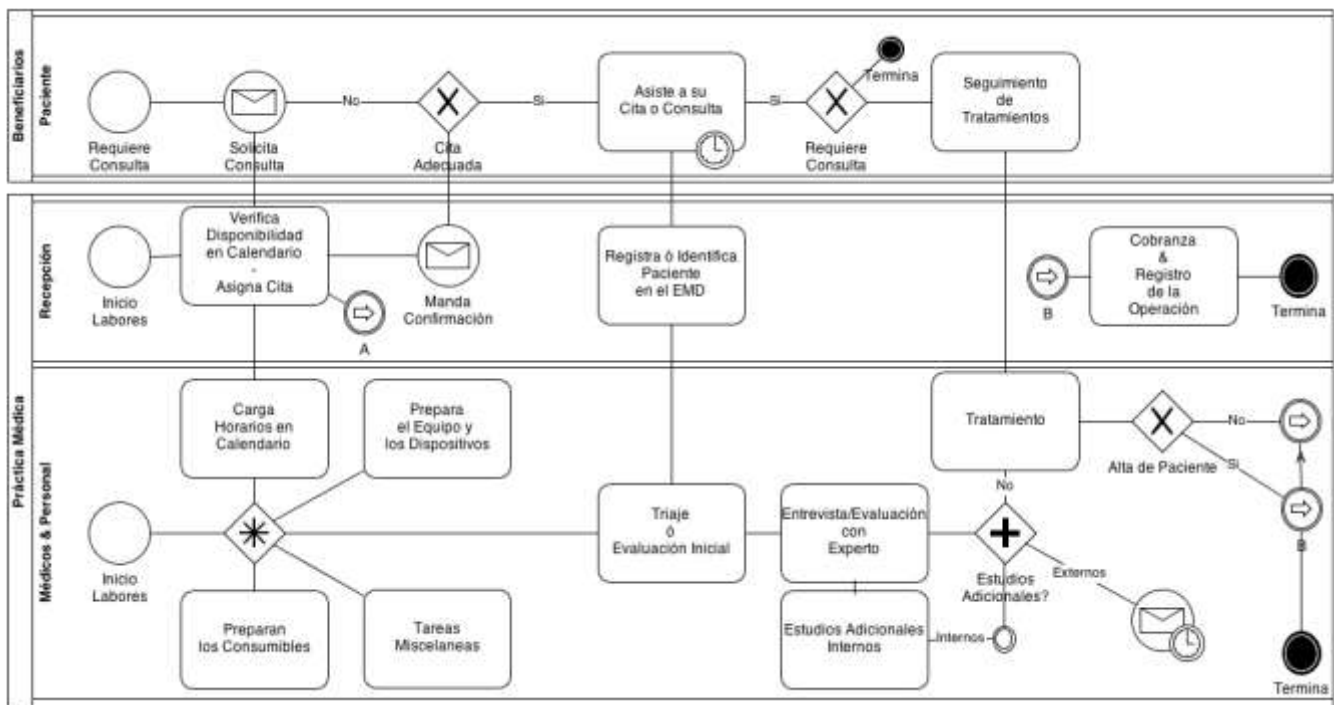 Beneficiarios
Paciente
Requiere
Consulta
Solicita
Consulta
No
Cita
Adecuada
Si
Asiste a su
Cita o Consulta
Si
Requiere
Consulta
Termina
Seguimiento
de
Tratamientos
Práctica Médica
Recepción
Inicio
Labores
Verifica
Disponibilidad
en Calendario
-
Asigna Cita
A
Manda
Confirmación
Registra ó Identifica
Paciente
en el EMD
B
Cobranza
&
Registro
de la
Operación
Termina
Médicos & Personal
Inicio
Labores
Carga
Horarios en
Calendario
Prepara
el Equipo y
los Dispositivos
Preparan
los Consumibles
Tareas
Miscelaneas
Triaje
ó
Evaluación Inicial
Entrevista/Evaluación
con
Experto
Estudios Adicionales
Internos
Internos
Estudios
Adicionales?
No
Externos
Tratamiento
Alta de Paciente
No
Si
A
B
Termina